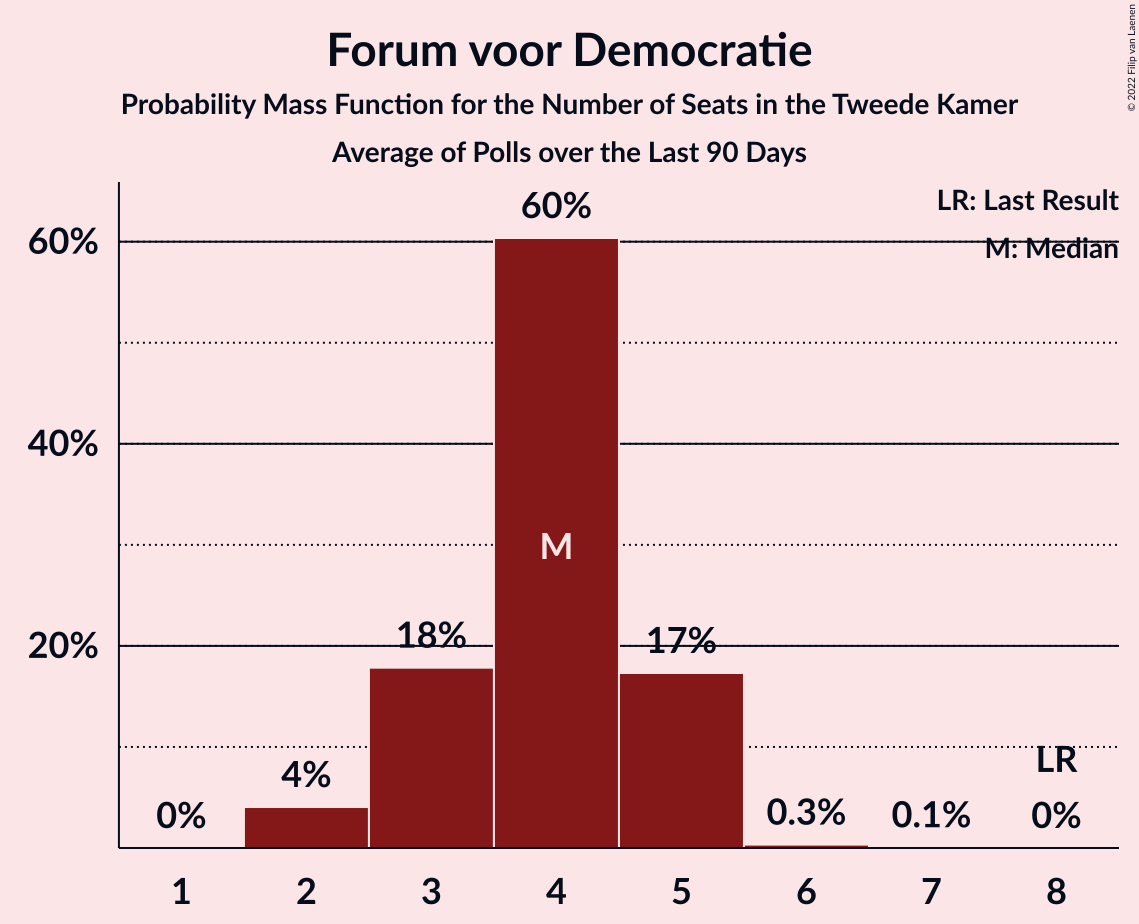 Forum voor Democratie
Probability Mass Function for the Number of Seats in the Tweede Kamer
Average of Polls over the Last 90 Days
© 2022 Filip van Laenen
LR: Last Result
M: Median
60%
60%
40%
M
20%
18%
17%
LR
0%
4%
0.3%
0.1%
0%
1 2 3 4 5 6 7 8